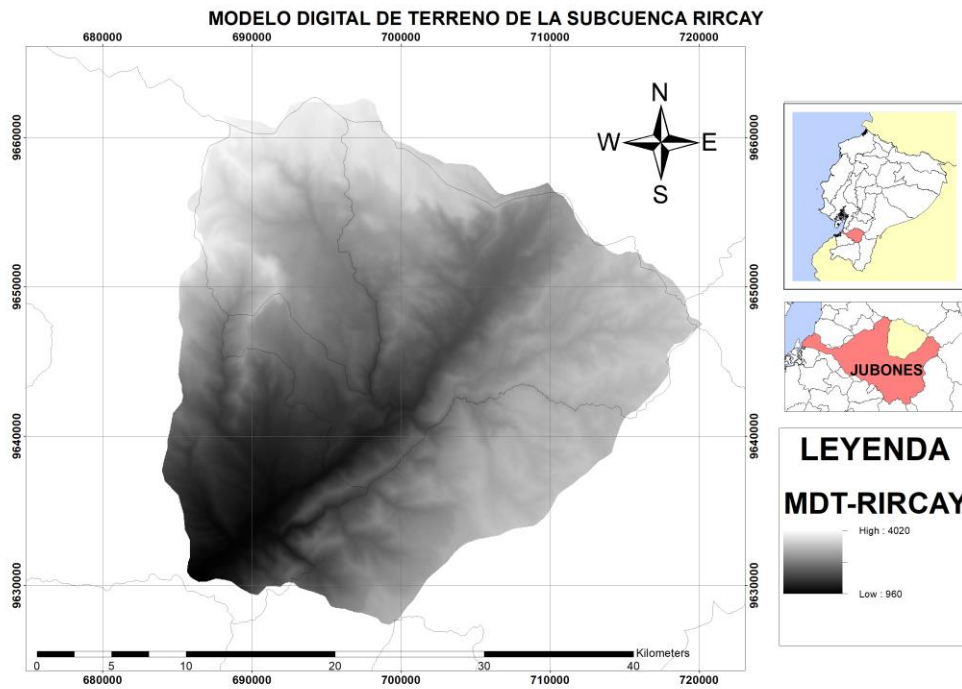 MODELO DIGITAL DE TERRENO DE LA SUBCUENCA RIRCAY
680000 690000 700000 710000 720000
9660000 9660000
N
W E
S
9650000 9650000
JUBONES
9640000 9640000
LEYENDA
MDT-RIRCAY
High : 4020
Low : 960
9630000 9630000
Kilometers
0 5 10 20 30 40
680000 690000 700000 710000 720000